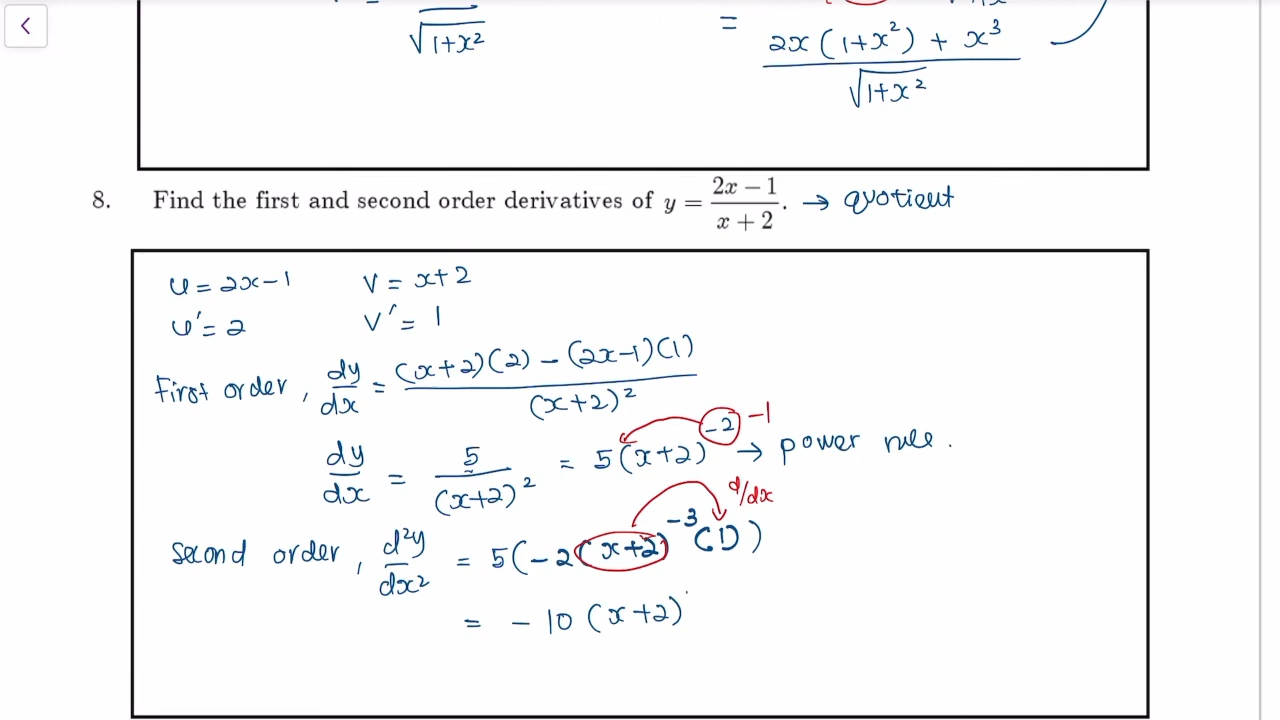 √1+x²
= 2x(1+x²) + x³
√1+x²
8. Find the first and second order derivatives of y = (2x − 1)/(x + 2). → quotient
u = 2x−1 v = x+2
u′ = 2 v′ = 1
First order, dy/dx = ((x+2)(2) − (2x−1)(1))/(x+2)²
dy/dx = 5/(x+2)² = 5(x+2)⁻² −1 → power rule.
d/dx
second order, d²y/dx² = 5(−2(x+2)⁻³(1))
= −10(x+2)